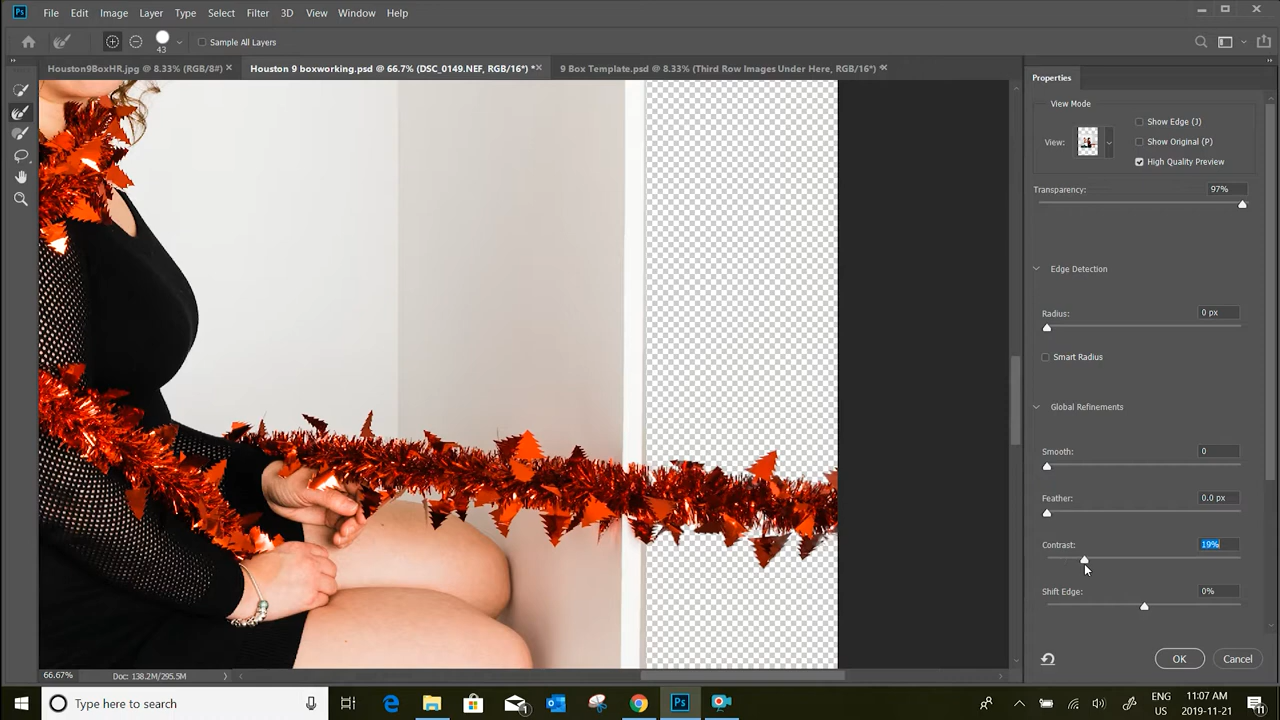 Ps File Edit Image Layer Type Select Filter 3D View Window Help
43 Sample All Layers
Houston9BoxHR.jpg @ 8.33% (RGB/8#) Houston 9 boxworking.psd @ 66.7% (DSC_0149.NEF, RGB/16*) * 9 Box Template.psd @ 8.33% (Third Row Images Under Here, RGB/16*)
Properties
View Mode
View:
Show Edge (J)
Show Original (P)
High Quality Preview
Transparency: 97%
Edge Detection
Radius: 0 px
Smart Radius
Global Refinements
Smooth: 0
Feather: 0.0 px
Contrast: 19%
Shift Edge: 0%
OK Cancel
66.67% Doc: 138.2M/295.5M
Type here to search
Ps
ENG
US
11:07 AM
2019-11-21
11